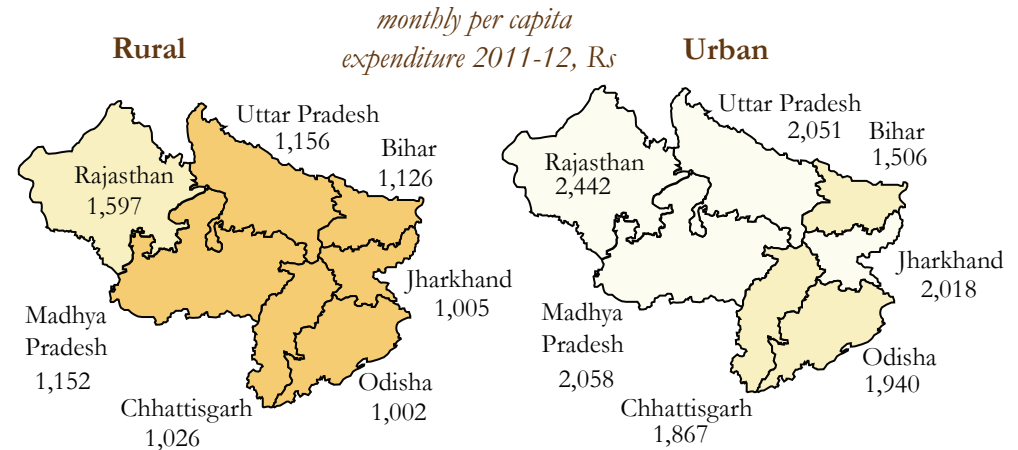 monthly per capita
expenditure 2011-12, Rs
Rural
Uttar Pradesh
1,156
Bihar
1,126
Rajasthan
1,597
Jharkhand
1,005
Madhya
Pradesh
1,152
Odisha
1,002
Chhattisgarh
1,026
Urban
Uttar Pradesh
2,051
Bihar
1,506
Rajasthan
2,442
Jharkhand
2,018
Madhya
Pradesh
2,058
Odisha
1,940
Chhattisgarh
1,867